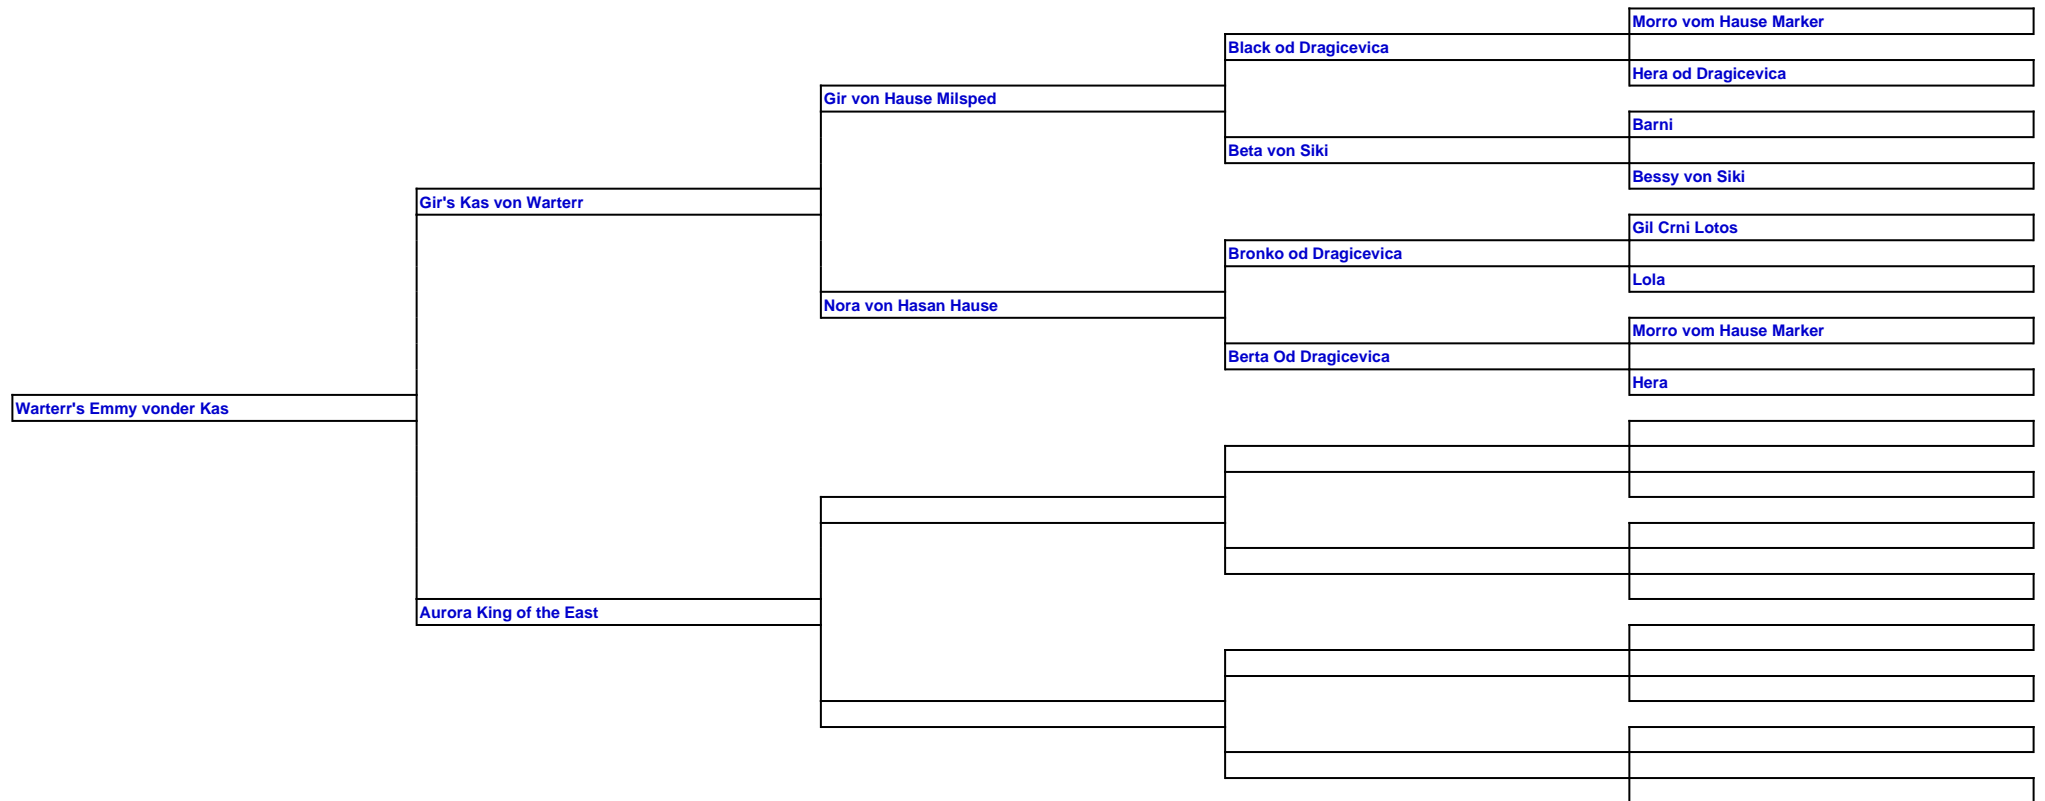 Morro vom Hause Marker
Black od Dragicevica
Hera od Dragicevica
Gir von Hause Milsped
Barni
Beta von Siki
Bessy von Siki
Gir's Kas von Warterr
Gil Crni Lotos
Bronko od Dragicevica
Lola
Nora von Hasan Hause
Morro vom Hause Marker
Berta Od Dragicevica
Hera
Warterr's Emmy vonder Kas
Aurora King of the East